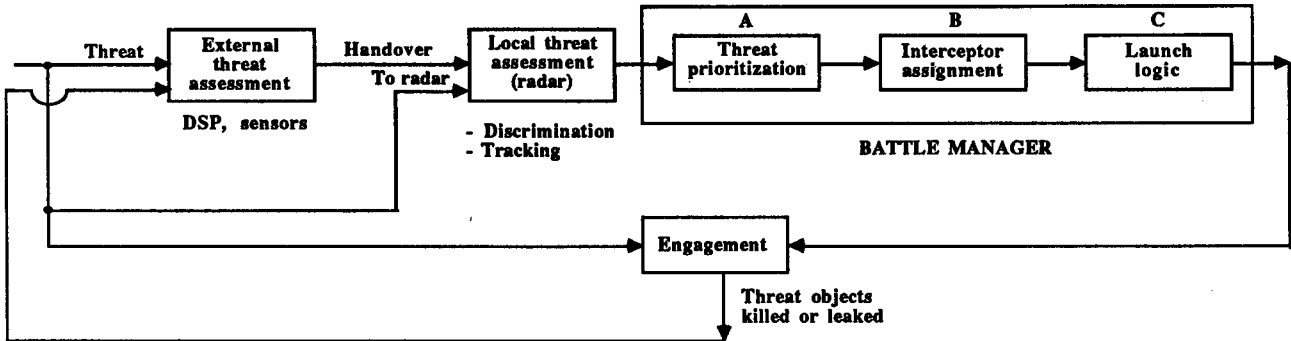 A
B
C
Threat
External
threat
assessment
Handover
To radar
Local threat
assessment
(radar)
Threat
prioritization
Interceptor
assignment
Launch
logic
DSP, sensors
- Discrimination
- Tracking
BATTLE MANAGER
Engagement
Threat objects
killed or leaked